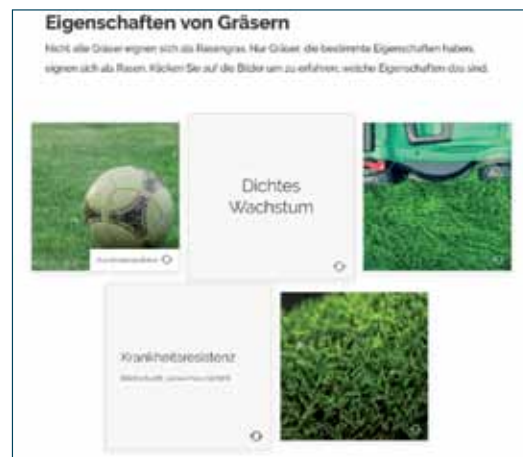 Eigenschaften von Gräsern
Nicht alle Gräser eignen sich als Rasengras. Nur Gräser, die bestimmte Eigenschaften haben,
eignen sich als Rasen. Klicken Sie auf die Bilder um zu erfahren, welche Eigenschaften das sind.
Dichtes
Wachstum
Krankheitsresidenz